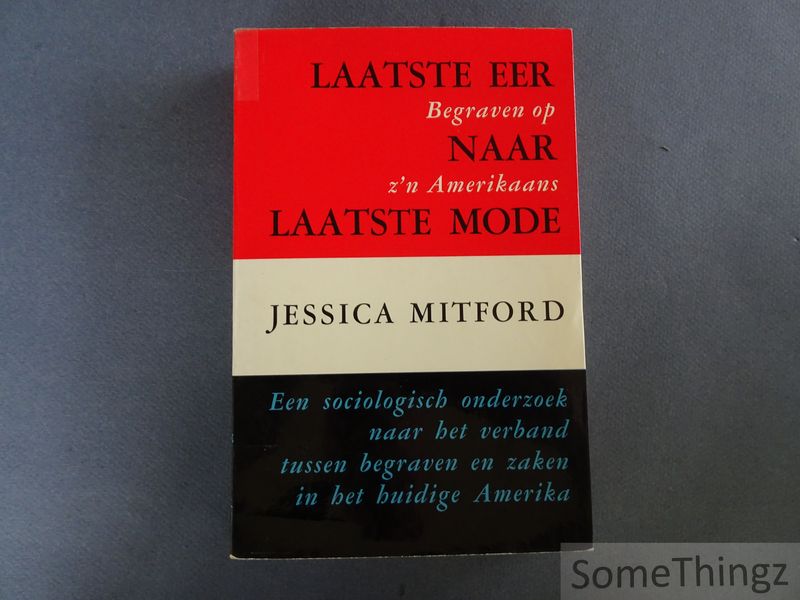 LAATSTE EER
Begraven op
NAAR
z'n Amerikaans
LAATSTE MODE
JESSICA MITFORD
Een sociologisch onderzoek
naar het verband
tussen begraven en zaken
in het huidige Amerika
SomeThingz